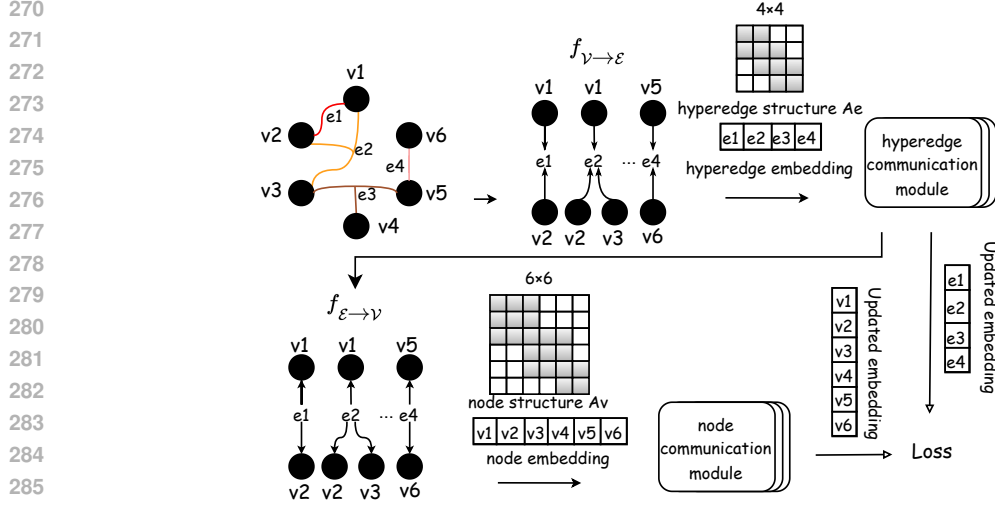 270
271
272
273
274
275
276
277
278
279
280
281
282
283
284
285
v1
v2
e1
v6
e2
e4
v3
v5
e3
v4
f𝒱→ℰ
v1 v1 v5
e1 e2 ... e4
v2 v2 v3 v6
4×4
hyperedge structure Ae
e1 e2 e3 e4
hyperedge embedding
hyperedge
communication
module
fℰ→𝒱
v1 v1 v5
e1 e2 ... e4
v2 v2 v3 v6
6×6
node structure Av
v1 v2 v3 v4 v5 v6
node embedding
node
communication
module
v1
v2
v3
v4
v5
v6
Updated embedding
e1
e2
e3
e4
Updated embedding
Loss